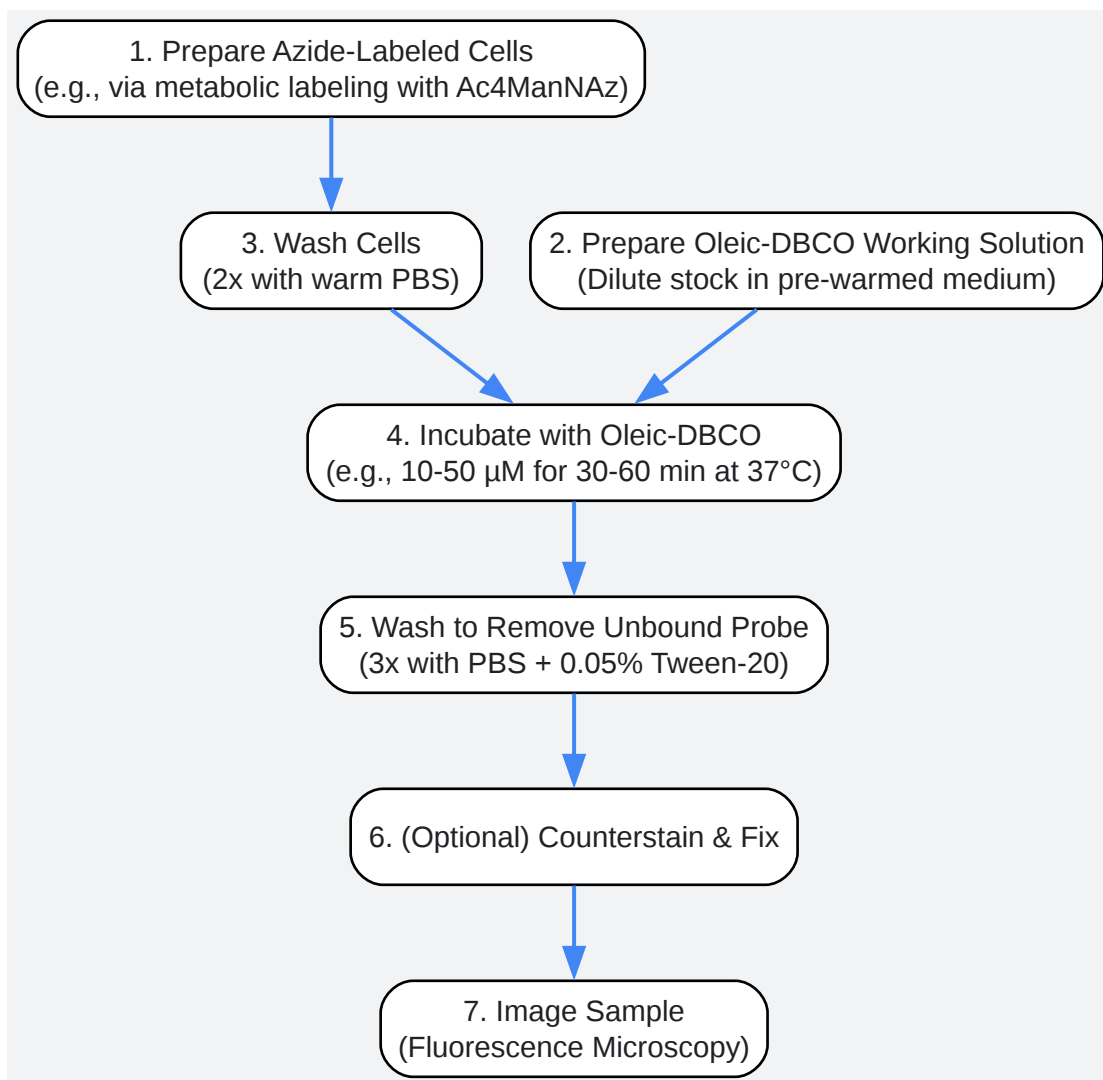 1. Prepare Azide-Labeled Cells
(e.g., via metabolic labeling with Ac4ManNAz)
3. Wash Cells
(2x with warm PBS)
2. Prepare Oleic-DBCO Working Solution
(Dilute stock in pre-warmed medium)
4. Incubate with Oleic-DBCO
(e.g., 10-50 µM for 30-60 min at 37°C)
5. Wash to Remove Unbound Probe
(3x with PBS + 0.05% Tween-20)
6. (Optional) Counterstain & Fix
7. Image Sample
(Fluorescence Microscopy)